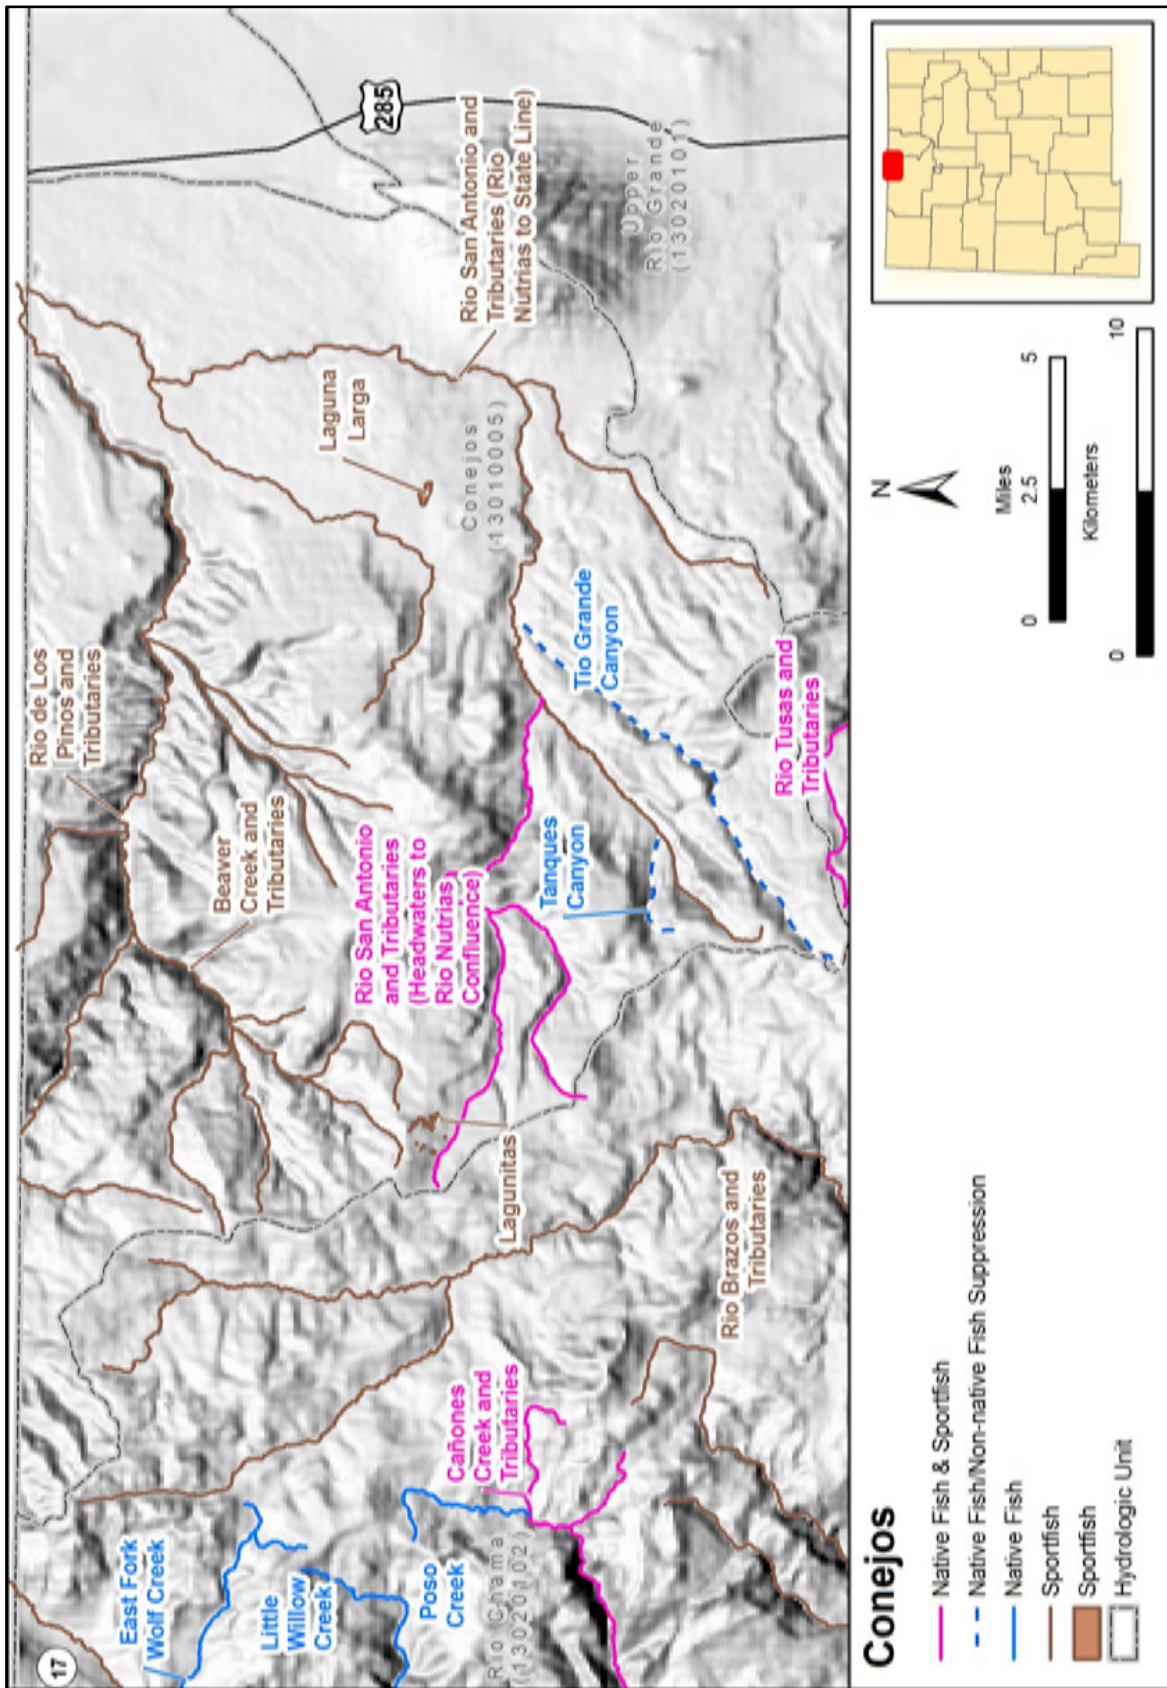 17
East Fork
Wolf Creek
Little
Willow
Creek
Poso
Creek
Rio Chama
(13020102)
Cañones
Creek and
Tributaries
Rio Brazos and
Tributaries
Lagunitas
Rio San Antonio
and Tributaries
(Headwaters to
Rio Nutrias
Confluence)
Beaver
Creek and
Tributaries
Rio de Los
Pinos and
Tributaries
Tanques
Canyon
Tio Grande
Canyon
Rio Tusas and
Tributaries
Laguna
Larga
Conejos
(13010005)
Rio San Antonio and
Tributaries (Rio
Nutrias to State Line)
285
Upper
Rio Grande
(13020101)
Conejos
Native Fish & Sportfish
Native Fish/Non-native Fish Suppression
Native Fish
Sportfish
Sportfish
Hydrologic Unit
N
Miles
0 2.5 5
Kilometers
0 10